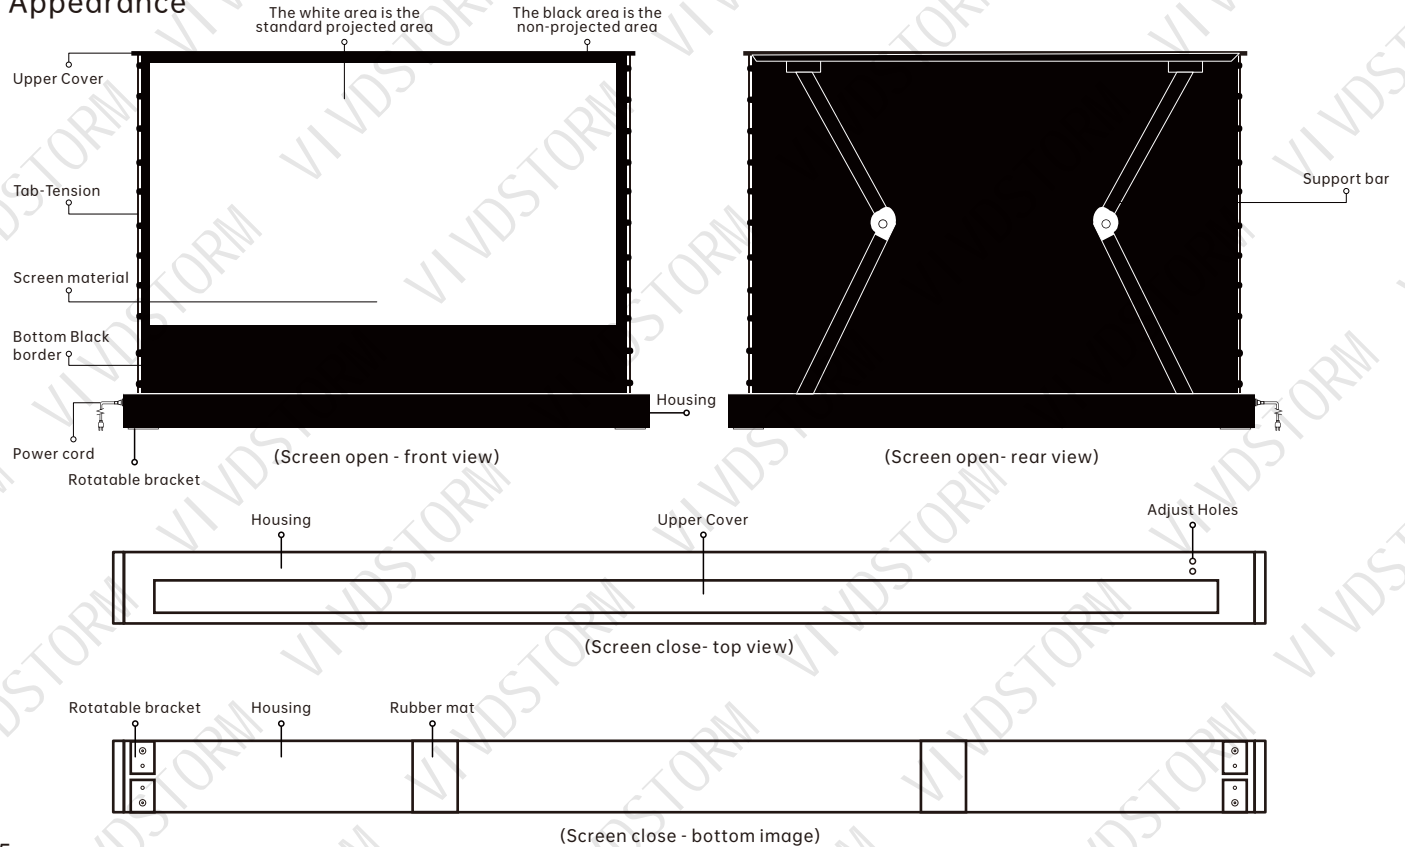 Appearance
The white area is the
standard projected area
The black area is the
non-projected area
Upper Cover
Tab-Tension
Screen material
Bottom Black
border
Power cord
Rotatable bracket
Housing
(Screen open - front view)
Support bar
(Screen open- rear view)
Housing
Upper Cover
Adjust Holes
(Screen close- top view)
Rotatable bracket
Housing
Rubber mat
(Screen close - bottom image)
VIVDSTORM